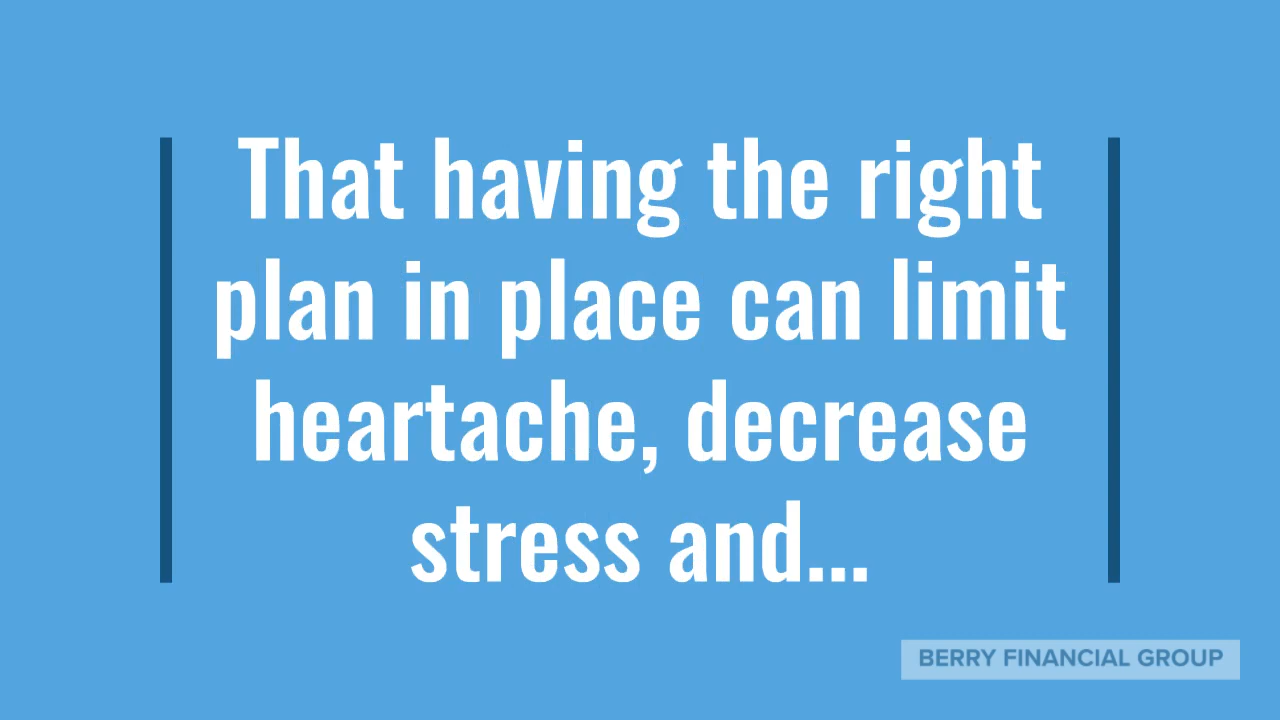 That having the right
plan in place can limit
heartache, decrease
stress and...
BERRY FINANCIAL GROUP